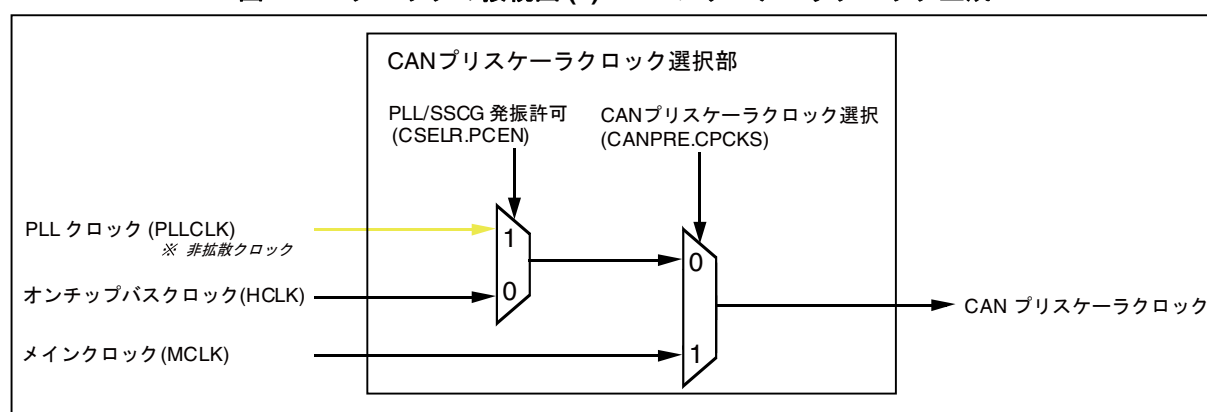 CANプリスケーラクロック選択部
PLL/SSCG 発振許可
(CSELR.PCEN)
CANプリスケーラクロック選択
(CANPRE.CPCKS)
PLL クロック (PLLCLK)
※ 非拡散クロック
1
0
オンチップバスクロック(HCLK)
0
CAN プリスケーラクロック
メインクロック(MCLK)
1